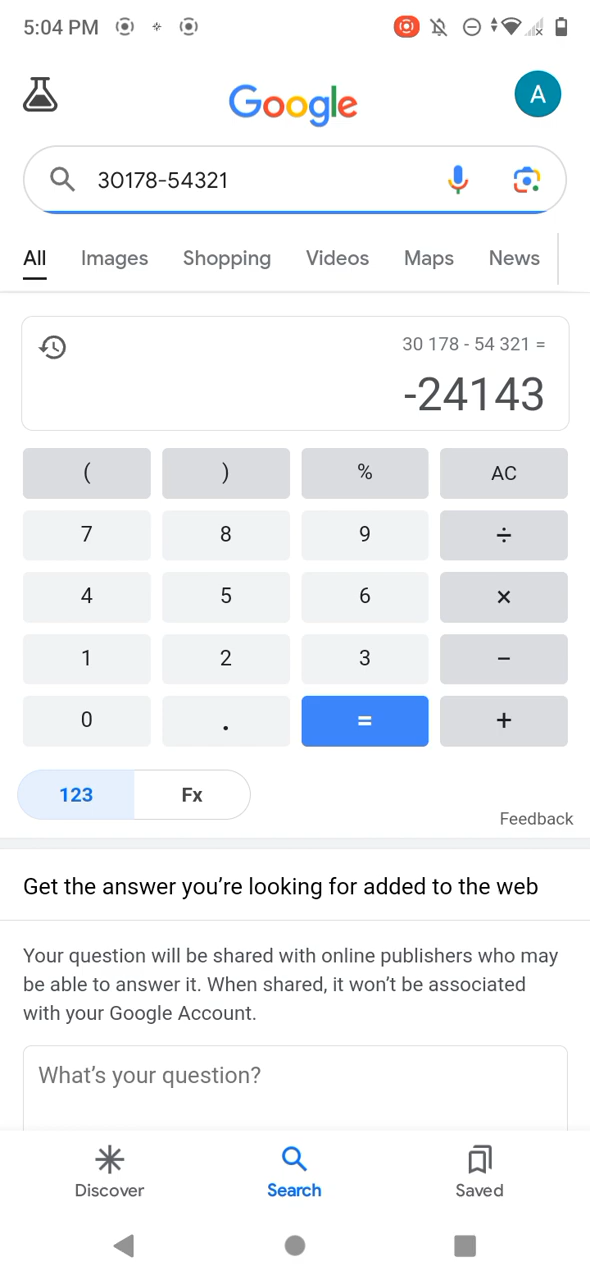 5:04 PM
Google
A
30178-54321
All Images Shopping Videos Maps News
30 178 - 54 321 =
-24143
( ) % AC
7 8 9 ÷
4 5 6 ×
1 2 3 −
0 . = +
123 Fx
Feedback
Get the answer you’re looking for added to the web
Your question will be shared with online publishers who may
be able to answer it. When shared, it won’t be associated
with your Google Account.
What’s your question?
Discover Search Saved